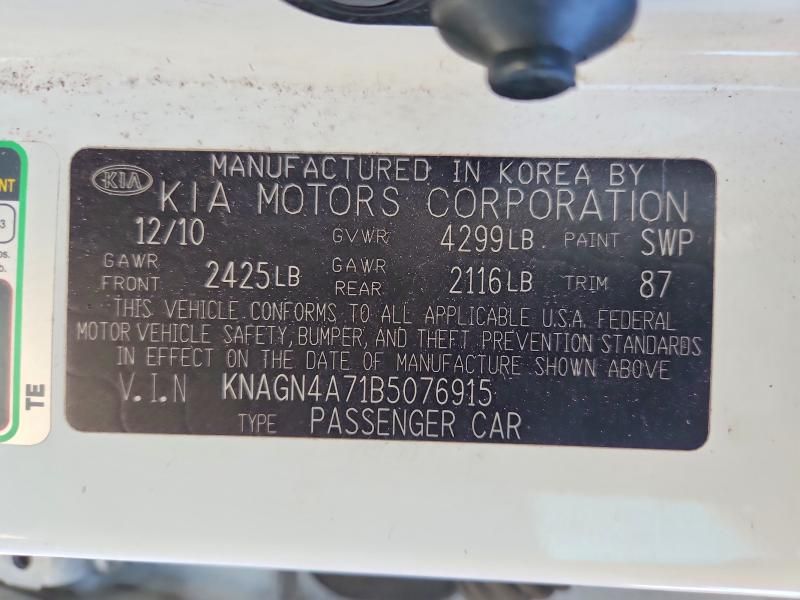 MANUFACTURED IN KOREA BY
KIA
KIA MOTORS CORPORATION
12/10 GVWR 4299LB PAINT SWP
GAWR FRONT 2425LB GAWR REAR 2116LB TRIM 87
THIS VEHICLE CONFORMS TO ALL APPLICABLE U.S.A. FEDERAL
MOTOR VEHICLE SAFETY, BUMPER, AND THEFT PREVENTION STANDARDS
IN EFFECT ON THE DATE OF MANUFACTURE SHOWN ABOVE
V.I.N KNAGN4A71B5076915
TYPE PASSENGER CAR
TE
3